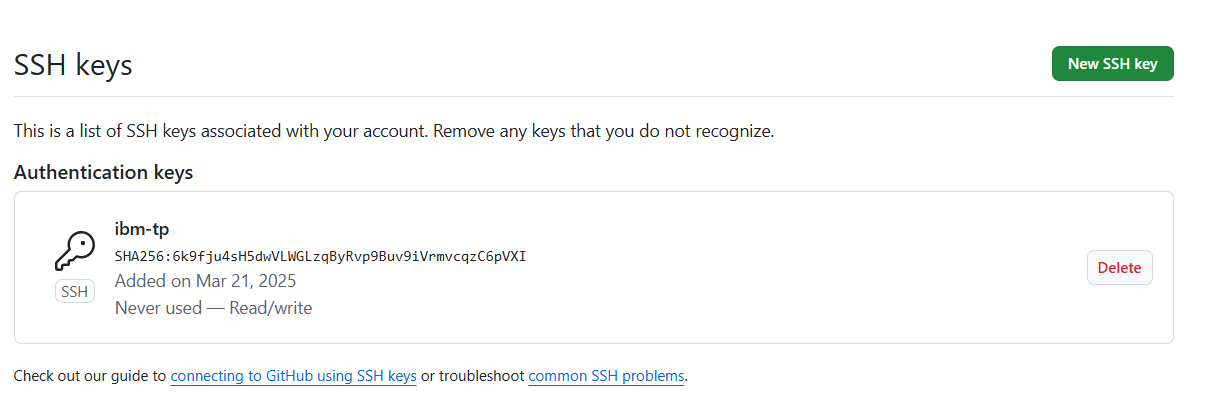 SSH keys
New SSH key
This is a list of SSH keys associated with your account. Remove any keys that you do not recognize.
Authentication keys
ibm-tp
SHA256:6k9fju4sH5dwVLWGLzqByRvp9Buv9iVrmvcqzC6pVXI
SSH
Added on Mar 21, 2025
Never used — Read/write
Delete
Check out our guide to connecting to GitHub using SSH keys or troubleshoot common SSH problems.